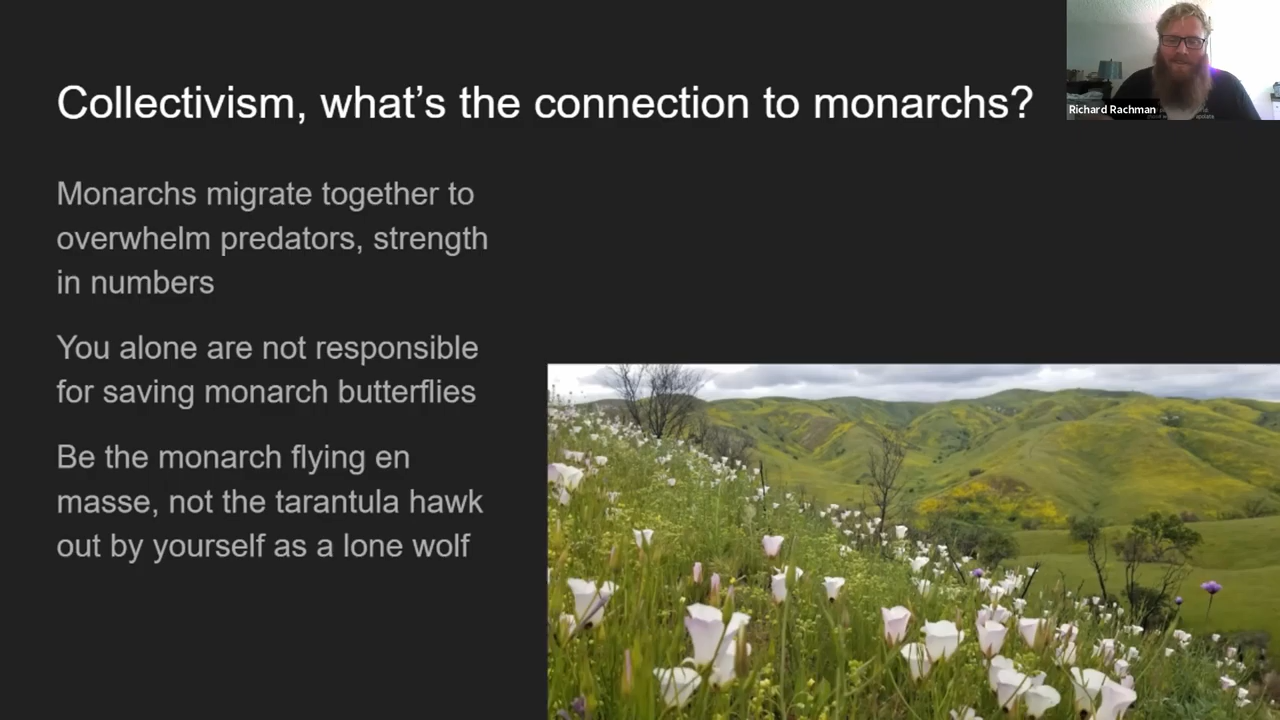 Collectivism, what's the connection to monarchs?
Richard Rachman
Monarchs migrate together to
overwhelm predators, strength
in numbers
You alone are not responsible
for saving monarch butterflies
Be the monarch flying en
masse, not the tarantula hawk
out by yourself as a lone wolf